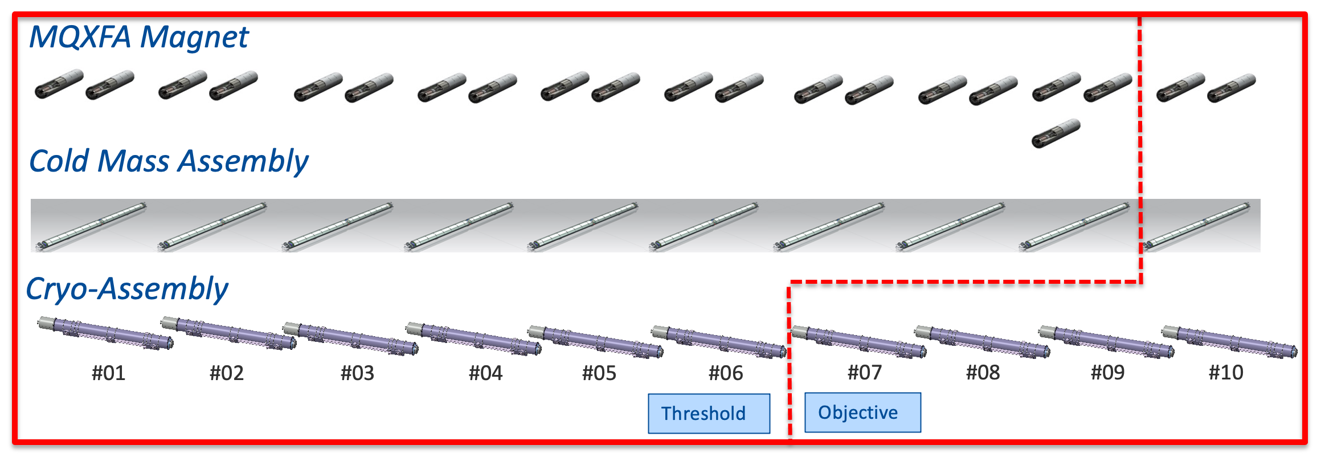 MQXFA Magnet
Cold Mass Assembly
Cryo-Assembly
#01 #02 #03 #04 #05 #06 #07 #08 #09 #10
Threshold Objective